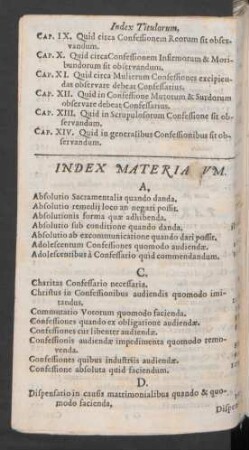 Index Titulorum.
CAP. IX. Quid circa Confessionem Reorum sit obser-
vandum.
CAP. X. Quid circa Confessionem Infirmorum & Mori-
bundorum sit observandum.
CAP. XI. Circa Mulierum Confessiones excipien-
das observare debeat Confessarius.
CAP. XII. Quid in Confessione Mutorum & Surdorum
observare debeat Confessarius.
CAP. XIII. Quid in Scrupulosorum Confessione sit ob-
servandum.
CAP. XIV. Quid in generalibus Confessionibus sit ob-
servandum.
INDEX MATERIA VM.
A.
Absolutio Sacramentalis quando danda.
Absolutio remedij loco an negari possit.
Absolutionis forma quæ adhibenda.
Absolutio sub conditione quando danda.
Absolutio ab excommunicatione quando dari possit.
Adolescentum Confessiones quomodo audiendæ.
Adolescentibus à Confessario quid commendandum.
C.
Charitas Confessario necessaria.
Christus in Confessionibus audiendis quomodo imi-
tandus.
Commutatio Votorum quomodo facienda.
Confessiones quando ex obligatione audiendæ.
Confessiones cur libenter audiendæ.
Confessionis audiendæ impedimenta quomodo remo-
venda.
Confessiones quibus industriis audiendæ.
Confessione absoluta quid faciendum.
D.
Dispensatio in causis matrimonialibus quando & quo-
modo facienda.